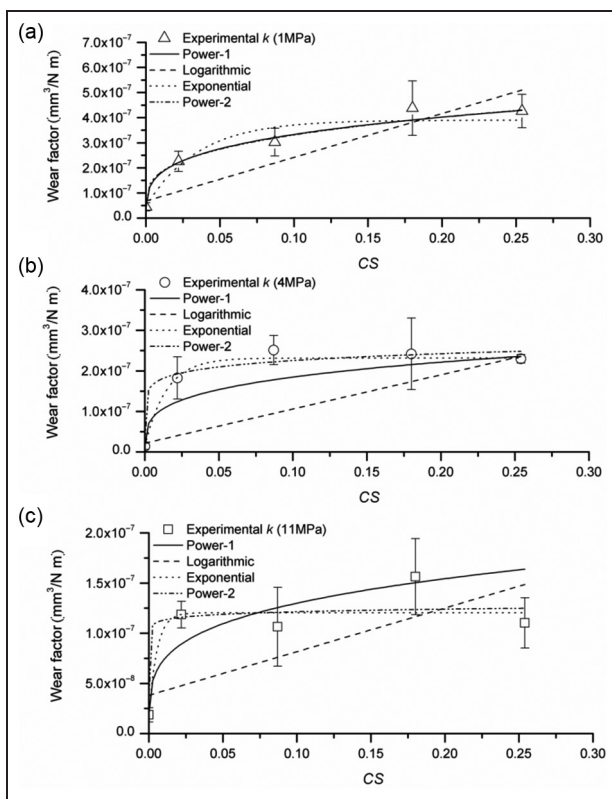 (a)
Experimental k (1MPa)
Power-1
Logarithmic
Exponential
Power-2
Wear factor (mm³/N m)
7.0x10⁻⁷
6.0x10⁻⁷
5.0x10⁻⁷
4.0x10⁻⁷
3.0x10⁻⁷
2.0x10⁻⁷
1.0x10⁻⁷
0.0
0.00 0.05 0.10 0.15 0.20 0.25 0.30
CS
(b)
Experimental k (4MPa)
Power-1
Logarithmic
Exponential
Power-2
Wear factor (mm³/N m)
4.0x10⁻⁷
3.0x10⁻⁷
2.0x10⁻⁷
1.0x10⁻⁷
0.0
0.00 0.05 0.10 0.15 0.20 0.25 0.30
CS
(c)
Experimental k (11MPa)
Power-1
Logarithmic
Exponential
Power-2
Wear factor (mm³/N m)
2.0x10⁻⁷
1.5x10⁻⁷
1.0x10⁻⁷
5.0x10⁻⁸
0.0
0.00 0.05 0.10 0.15 0.20 0.25 0.30
CS